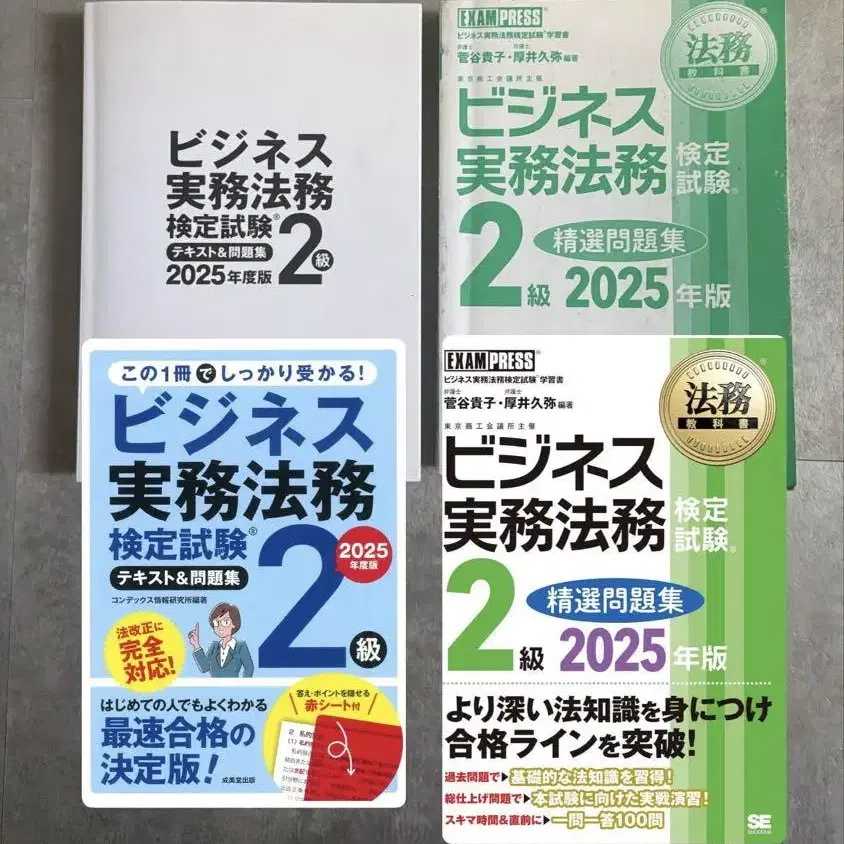 ビジネス
実務法務
検定試験®
テキスト&問題集
2025年度版
2級
EXAMPRESS®
ビジネス実務法務検定試験®学習書
弁護士 弁護士
菅谷貴子・厚井久弥編著
東京商工会議所主催
ビジネス
実務法務
検定
試験®
2級
精選問題集
2025年版
法務
教科書
®
この1冊でしっかり受かる!
ビジネス
実務法務
検定試験®
テキスト&問題集
2級
2025
年度版
コンデックス情報研究所編著
法改正に
完全
対応!
はじめての人でもよくわかる
最速合格の
決定版!
成美堂出版
答え・ポイントを隠せる
赤シート付
EXAMPRESS®
ビジネス実務法務検定試験®学習書
弁護士 弁護士
菅谷貴子・厚井久弥編著
東京商工会議所主催
ビジネス
実務法務
検定
試験®
2級
精選問題集
2025年版
法務
教科書
®
より深い法知識を身につけ
合格ラインを突破!
過去問題で▶基礎的な法知識を習得!
総仕上げ問題で▶本試験に向けた実戦演習!
スキマ時間&直前に▶一問一答100問
SE
SHOEISHA